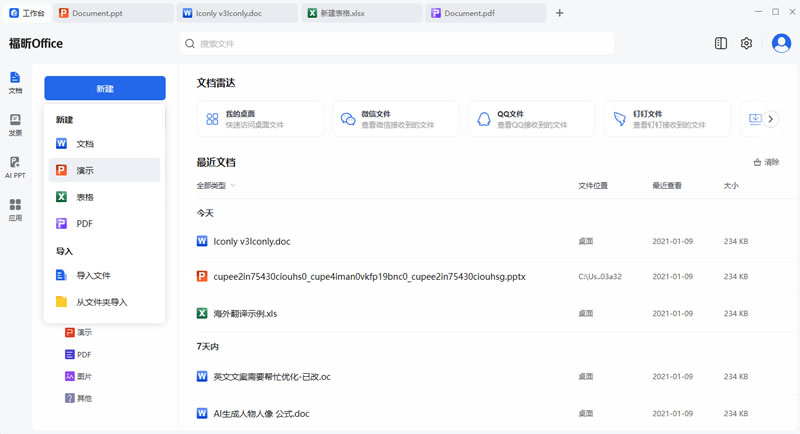 工作台 Document.ppt Iconly v3Iconly.doc 新建表格.xlsx Document.pdf
福昕Office
搜索文件
文档
发票
AI PPT
应用
新建
新建
文档
演示
表格
PDF
导入
导入文件
从文件夹导入
演示
PDF
图片
其他
文档雷达
我的桌面
快速访问桌面文件
微信文件
查看微信接收到的文件
QQ文件
查看QQ接收到的文件
钉钉文件
查看钉钉接收到的文件
最近文档 清除
全部类型 文件位置 最近查看 大小
今天
Iconly v3Iconly.doc 桌面 2021-01-09 234 KB
cupee2in75430ciouhs0_cupe4iman0vkfp19bnc0_cupee2in75430ciouhsg.pptx C:\Us..03a32 2021-01-09 234 KB
海外翻译示例.xls 桌面 2021-01-09 234 KB
7天内
英文文案需要帮忙优化-已改.oc 桌面 2021-01-09 234 KB
AI生成人物人像 公式.doc 桌面 2021-01-09 234 KB